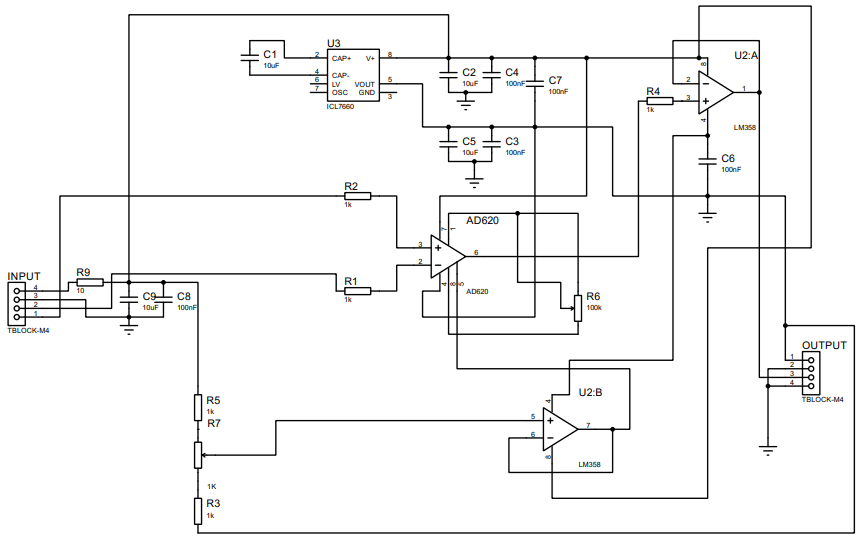 U3
C1
10uF
2
CAP+
V+
8
4
CAP-
6
LV
VOUT
5
7
OSC
GND
3
ICL7660
C2
10uF
C4
100nF
C7
100nF
C5
10uF
C3
100nF
U2:A
8
2
3
1
4
LM358
R4
1k
C6
100nF
R2
1k
AD620
7
1
3
2
6
4
8
5
AD620
R1
1k
R6
100k
INPUT
4
3
2
1
TBLOCK-M4
R9
10
C9
10uF
C8
100nF
OUTPUT
1
2
3
4
TBLOCK-M4
R5
1k
R7
1K
R3
1k
U2:B
4
5
6
7
8
LM358